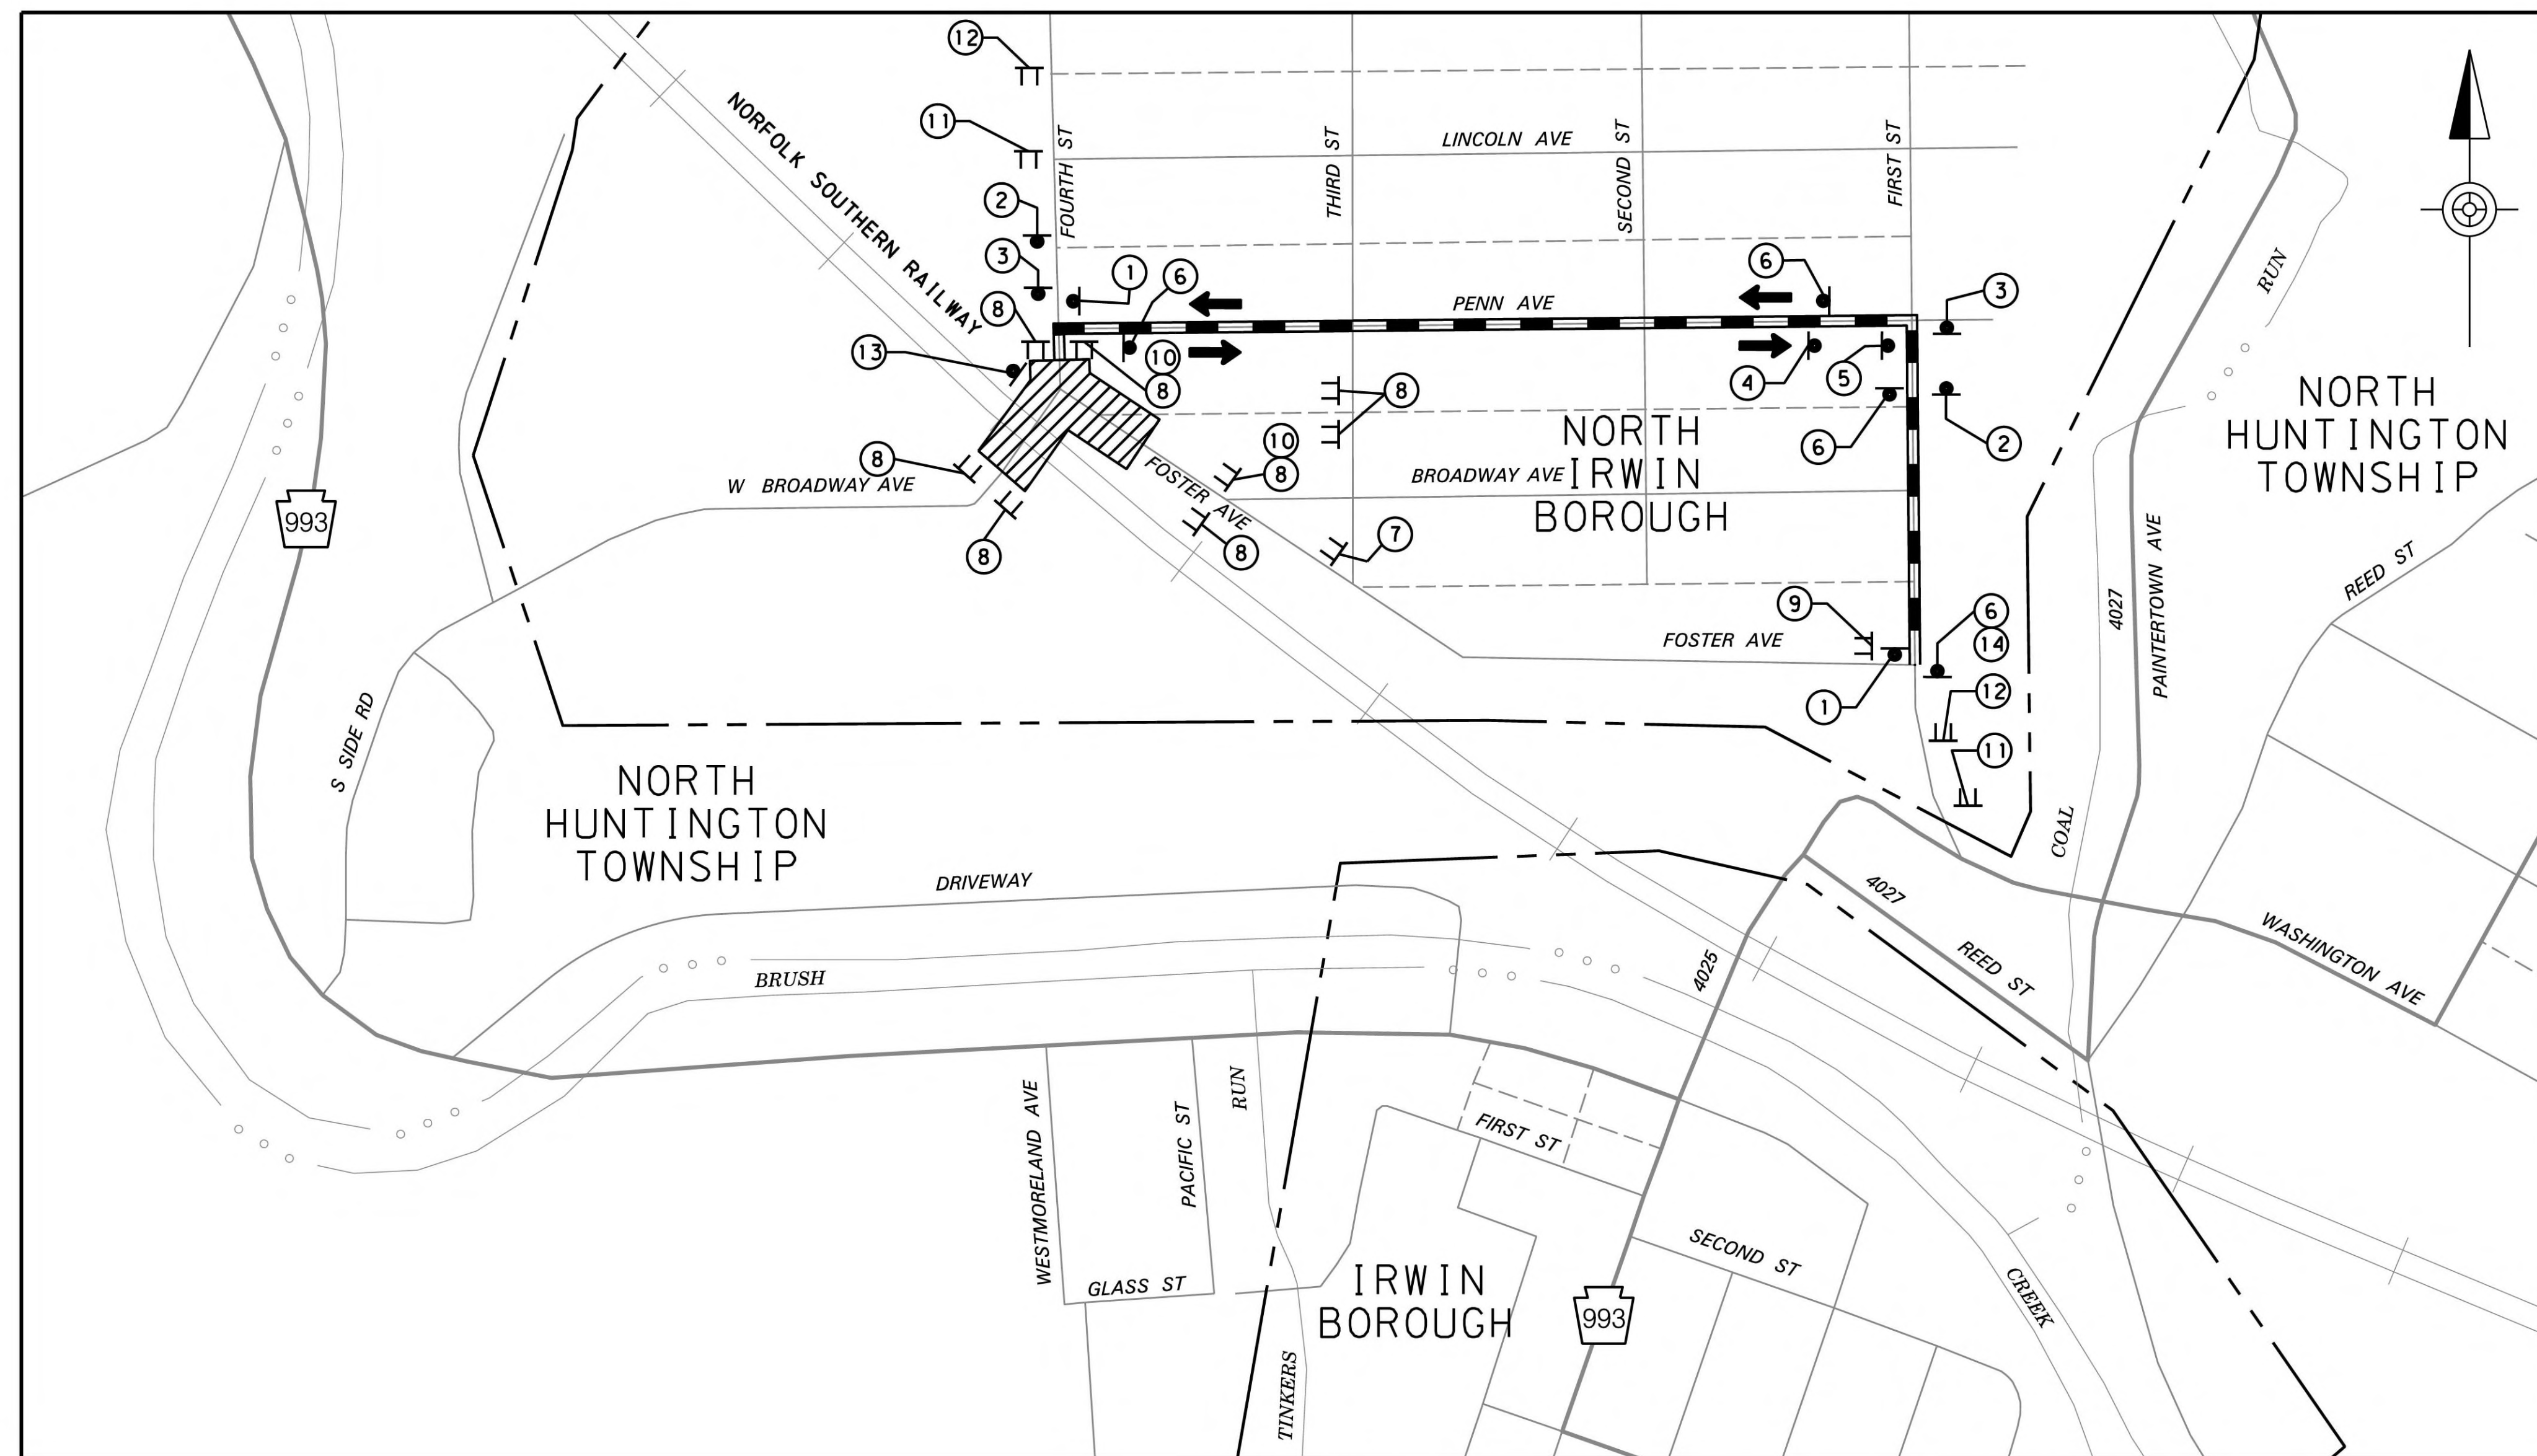 12
NORFOLK SOUTHERN RAILWAY
11
FOURTH ST
THIRD ST
SECOND ST
FIRST ST
LINCOLN AVE
2
3
1
6
6
3
8
PENN AVE
13
10
8
4
5
8
6
2
RUN
NORTH
HUNTINGTON
TOWNSHIP
NORTH
IRWIN
BOROUGH
10
8
8
W BROADWAY AVE
BROADWAY AVE
FOSTER AVE
993
8
8
7
PAINTERTOWN AVE
4027
REED ST
9
6
14
FOSTER AVE
12
1
11
S SIDE RD
NORTH
HUNTINGTON
TOWNSHIP
COAL
DRIVEWAY
4027
WASHINGTON AVE
REED ST
BRUSH
4025
WESTMORELAND AVE
PACIFIC ST
RUN
FIRST ST
SECOND ST
GLASS ST
IRWIN
BOROUGH
993
CREEK
TINKERS